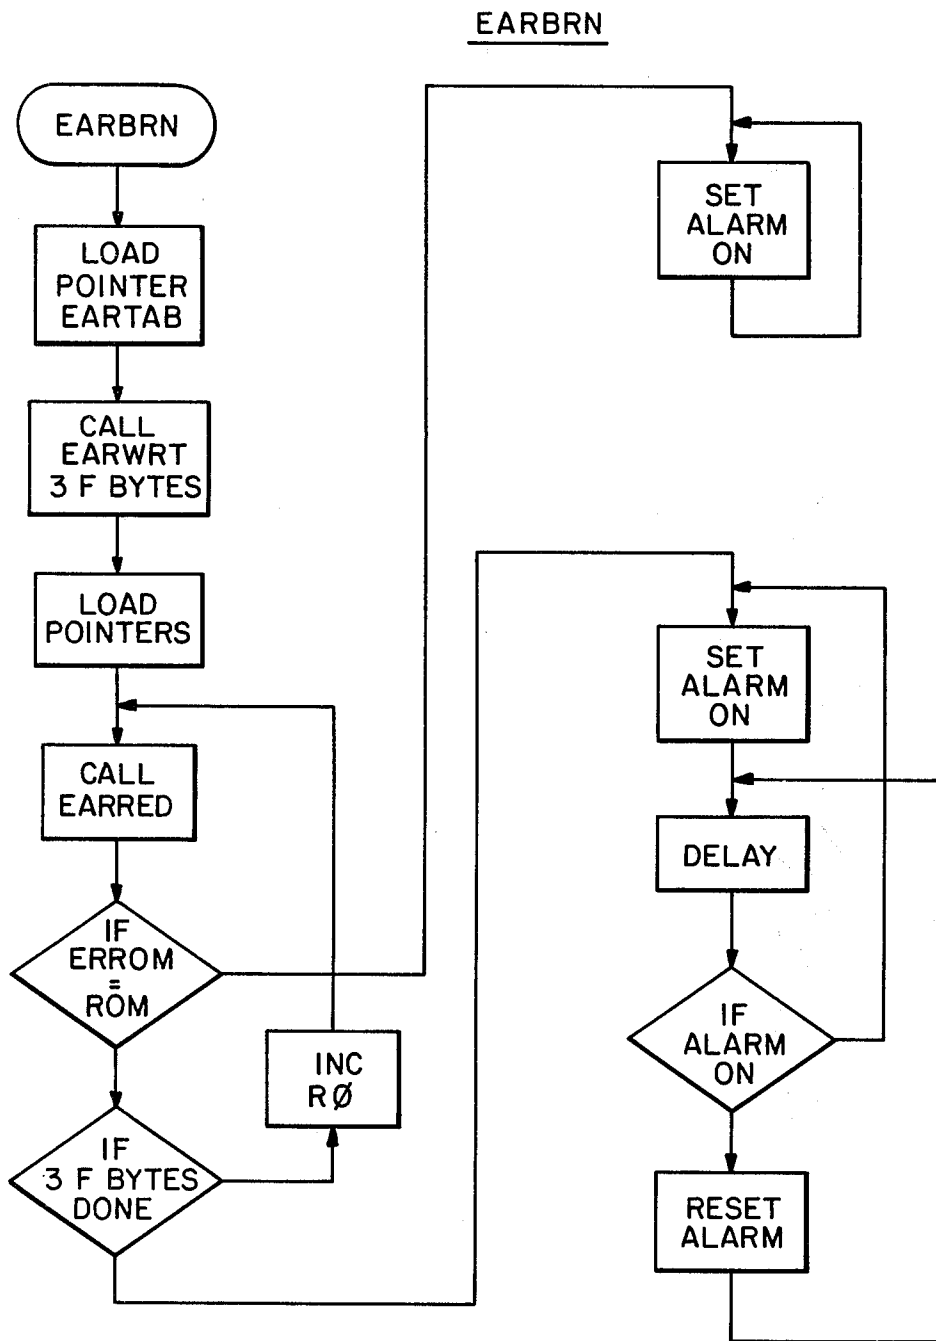 EARBRN
EARBRN
LOAD
POINTER
EARTAB
CALL
EARWRT
3 F BYTES
LOAD
POINTERS
CALL
EARRED
IF
ERROM
=
ROM
INC
RØ
IF
3 F BYTES
DONE
SET
ALARM
ON
SET
ALARM
ON
DELAY
IF
ALARM
ON
RESET
ALARM